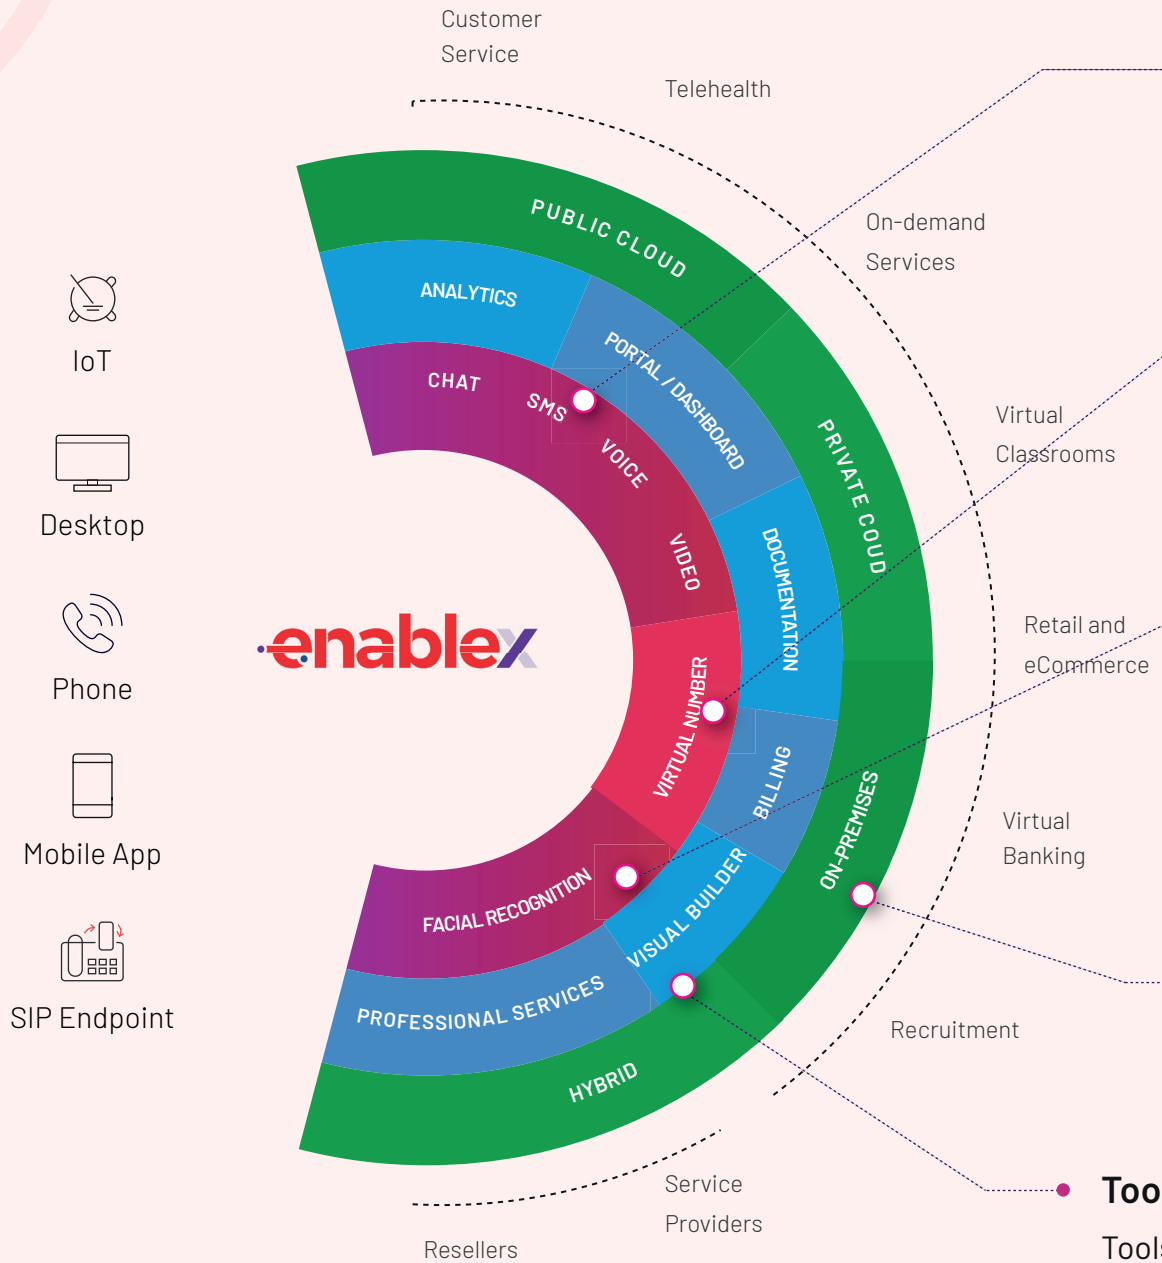 Customer
Service
Telehealth
On-demand
Services
Virtual
Classrooms
Retail and
eCommerce
Virtual
Banking
Recruitment
Service
Providers
Resellers
IoT
Desktop
Phone
Mobile App
SIP Endpoint
enablex
PUBLIC CLOUD
PRIVATE COUD
ON-PREMISES
HYBRID
ANALYTICS
PORTAL / DASHBOARD
DOCUMENTATION
BILLING
VISUAL BUILDER
PROFESSIONAL SERVICES
CHAT
SMS
VOICE
VIDEO
VIRTUAL NUMBER
FACIAL RECOGNITION